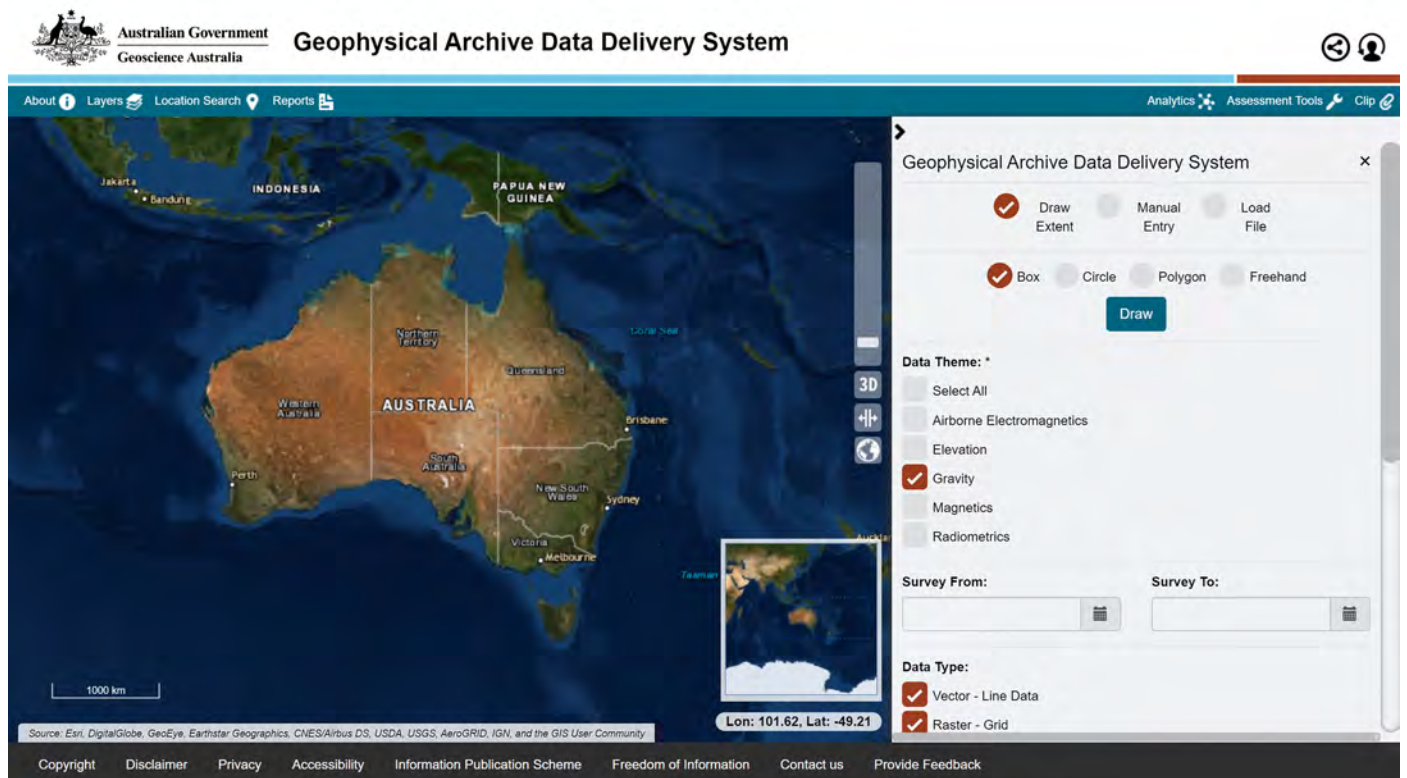 Australian Government
Geoscience Australia
Geophysical Archive Data Delivery System
About
Layers
Location Search
Reports
Analytics
Assessment Tools
Clip
Jakarta
Bandung
INDONESIA
PAPUA NEW
GUINEA
Coral Sea
Northern
Territory
Queensland
Western
Australia
AUSTRALIA
Brisbane
South
Australia
Perth
New South
Wales
Sydney
Victoria
Melbourne
Tasman
3D
1000 km
Lon: 101.62, Lat: -49.21
Source: Esri, DigitalGlobe, GeoEye, Earthstar Geographics, CNES/Airbus DS, USDA, USGS, AeroGRID, IGN, and the GIS User Community
Geophysical Archive Data Delivery System
×
Draw
Extent
Manual
Entry
Load
File
Box
Circle
Polygon
Freehand
Draw
Data Theme: *
Select All
Airborne Electromagnetics
Elevation
Gravity
Magnetics
Radiometrics
Survey From:
Survey To:
Data Type:
Vector - Line Data
Raster - Grid
Copyright
Disclaimer
Privacy
Accessibility
Information Publication Scheme
Freedom of Information
Contact us
Provide Feedback